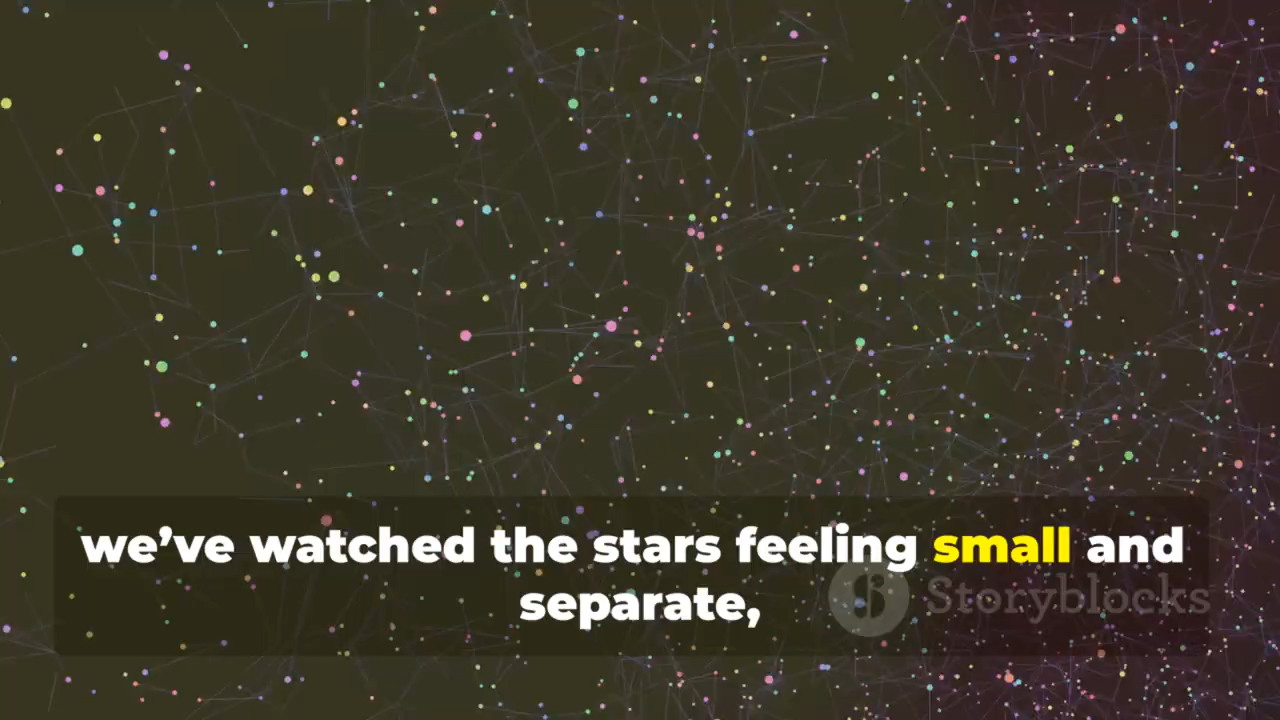 we’ve watched the stars feeling small and
separate,
Storyblocks